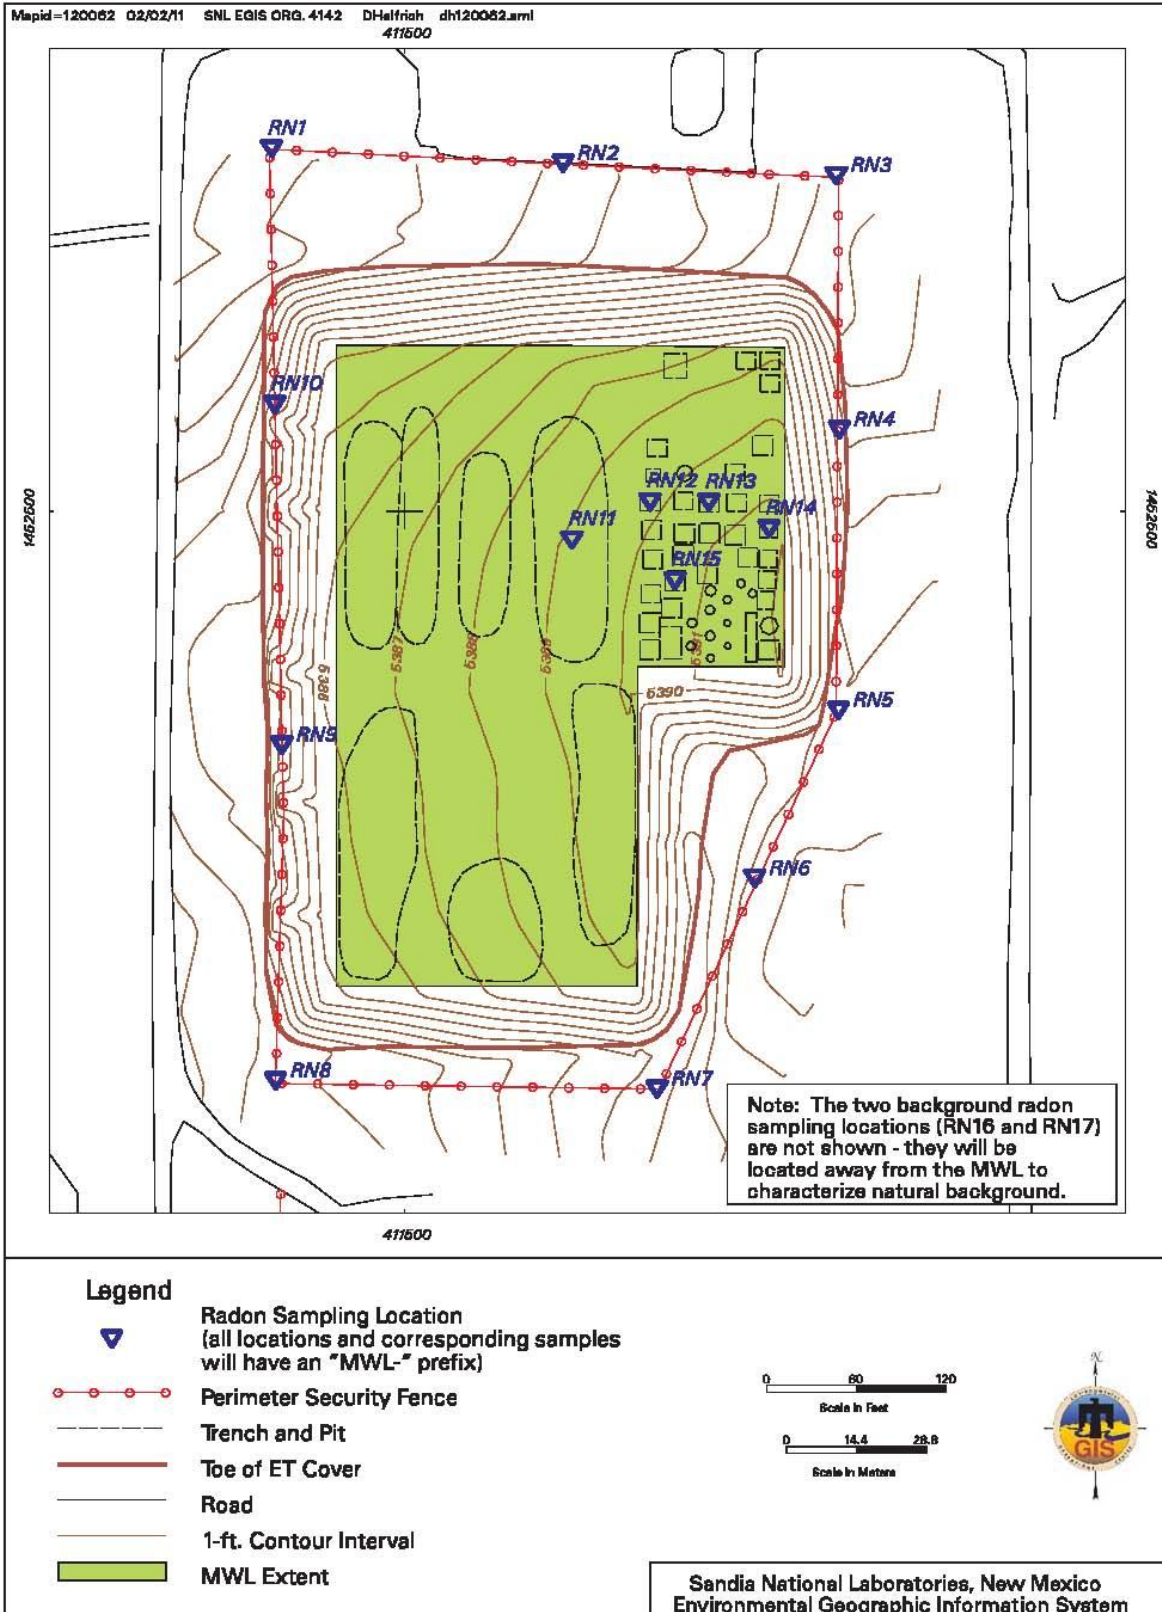 Mapid=120062 02/02/11 SNL EGIS ORG. 4142 DHelfrich dh120062.aml
411500
RN1
RN2
RN3
RN10
RN4
1452500
RN12
RN13
RN14
1452500
RN11
RN15
5387
5388
5389
5391
5386
5390
RN5
RN9
RN6
RN8
RN7
Note: The two background radon
sampling locations (RN16 and RN17)
are not shown - they will be
located away from the MWL to
characterize natural background.
411500
Legend
Radon Sampling Location
(all locations and corresponding samples
will have an "MWL-" prefix)
Perimeter Security Fence
Trench and Pit
Toe of ET Cover
Road
1-ft. Contour Interval
MWL Extent
0 60 120
Scale in Feet
0 14.4 28.8
Scale in Meters
N
GIS
Sandia National Laboratories, New Mexico
Environmental Geographic Information System